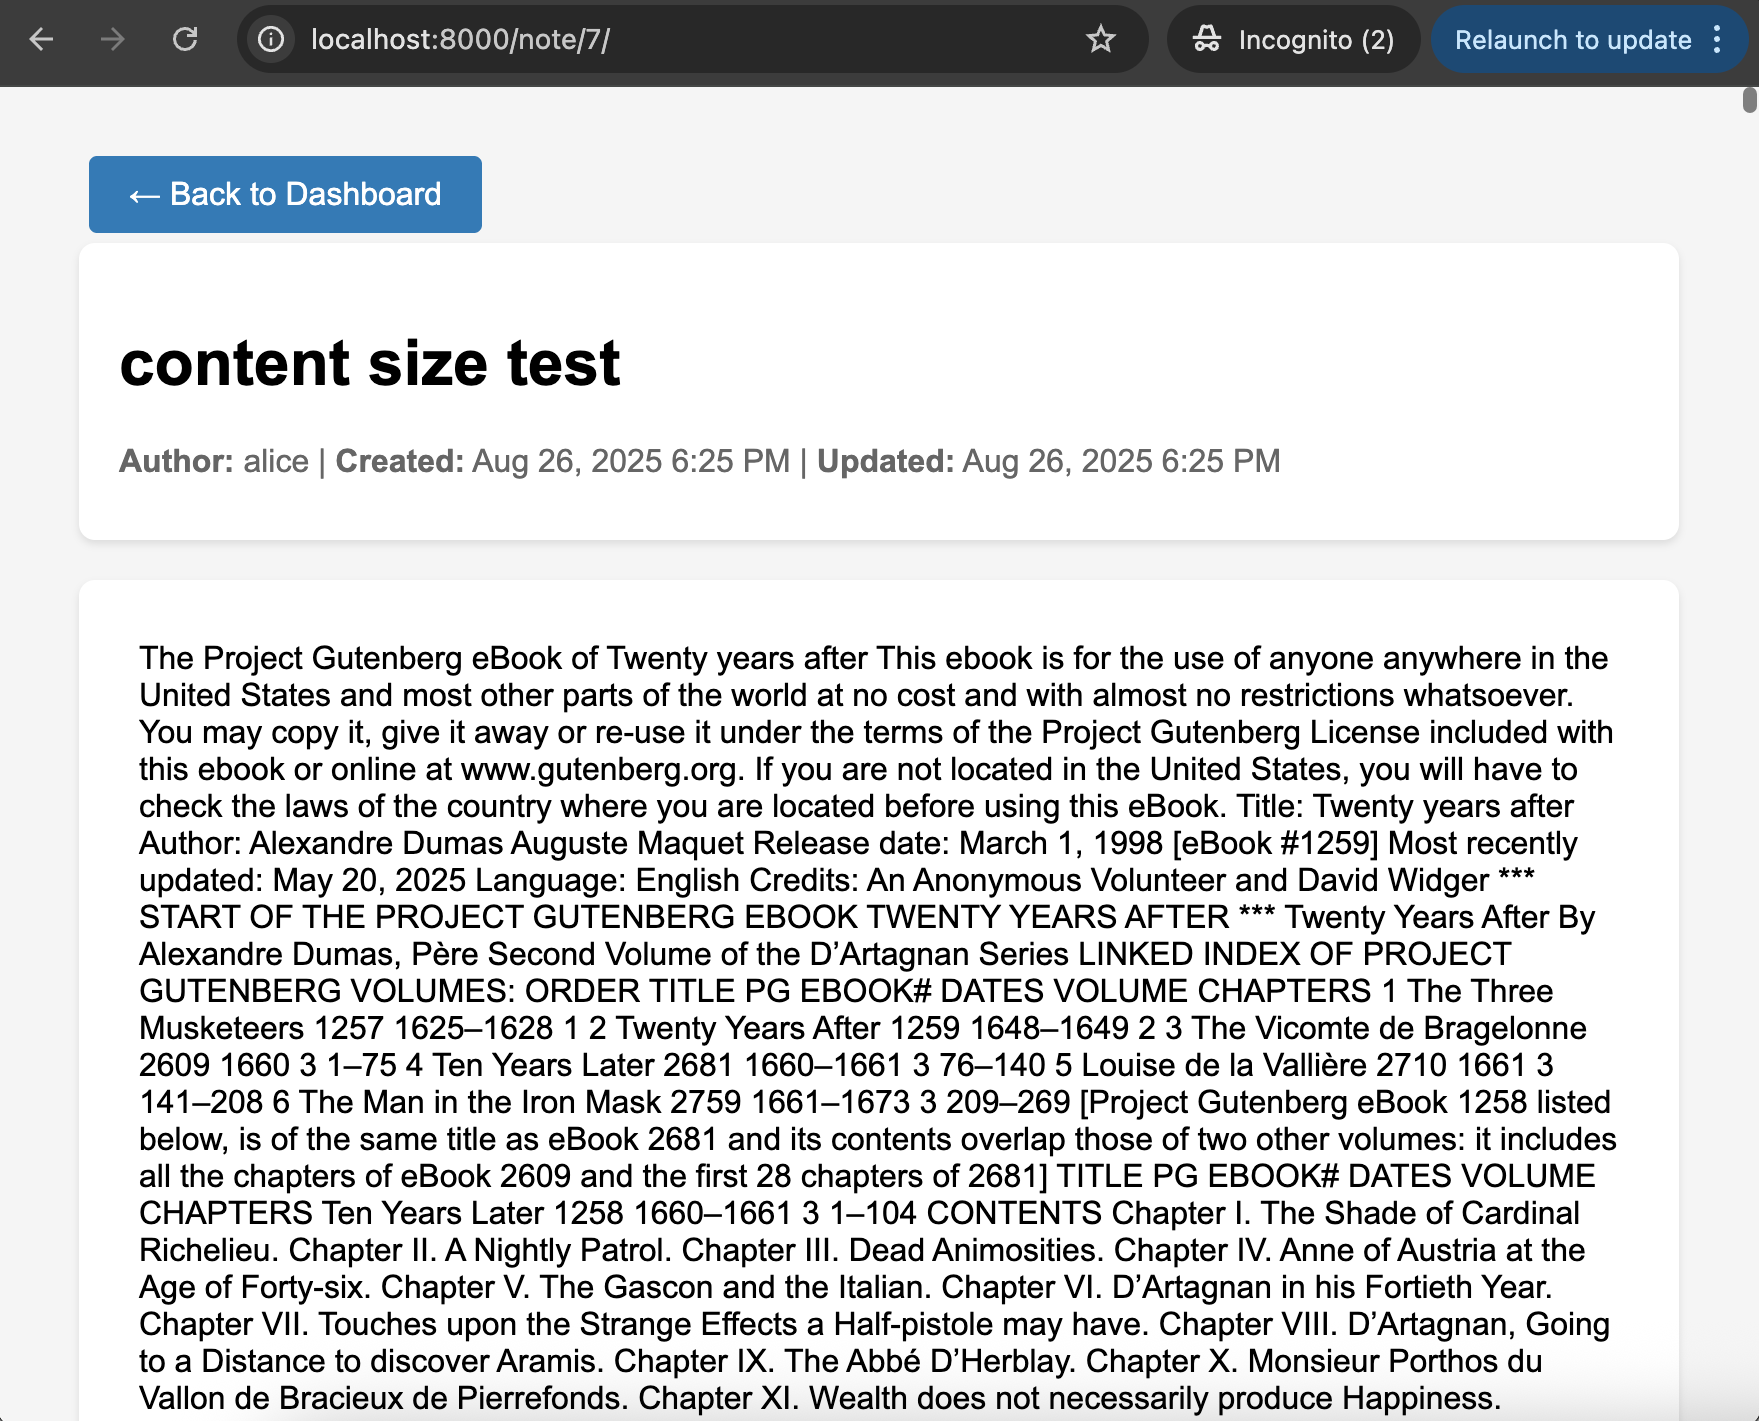 localhost:8000/note/7/
Incognito (2)
Relaunch to update
← Back to Dashboard
content size test
Author: alice | Created: Aug 26, 2025 6:25 PM | Updated: Aug 26, 2025 6:25 PM
The Project Gutenberg eBook of Twenty years after This ebook is for the use of anyone anywhere in the
United States and most other parts of the world at no cost and with almost no restrictions whatsoever.
You may copy it, give it away or re-use it under the terms of the Project Gutenberg License included with
this ebook or online at www.gutenberg.org. If you are not located in the United States, you will have to
check the laws of the country where you are located before using this eBook. Title: Twenty years after
Author: Alexandre Dumas Auguste Maquet Release date: March 1, 1998 [eBook #1259] Most recently
updated: May 20, 2025 Language: English Credits: An Anonymous Volunteer and David Widger ***
START OF THE PROJECT GUTENBERG EBOOK TWENTY YEARS AFTER *** Twenty Years After By
Alexandre Dumas, Père Second Volume of the D’Artagnan Series LINKED INDEX OF PROJECT
GUTENBERG VOLUMES: ORDER TITLE PG EBOOK# DATES VOLUME CHAPTERS 1 The Three
Musketeers 1257 1625–1628 1 2 Twenty Years After 1259 1648–1649 2 3 The Vicomte de Bragelonne
2609 1660 3 1–75 4 Ten Years Later 2681 1660–1661 3 76–140 5 Louise de la Vallière 2710 1661 3
141–208 6 The Man in the Iron Mask 2759 1661–1673 3 209–269 [Project Gutenberg eBook 1258 listed
below, is of the same title as eBook 2681 and its contents overlap those of two other volumes: it includes
all the chapters of eBook 2609 and the first 28 chapters of 2681] TITLE PG EBOOK# DATES VOLUME
CHAPTERS Ten Years Later 1258 1660–1661 3 1–104 CONTENTS Chapter I. The Shade of Cardinal
Richelieu. Chapter II. A Nightly Patrol. Chapter III. Dead Animosities. Chapter IV. Anne of Austria at the
Age of Forty-six. Chapter V. The Gascon and the Italian. Chapter VI. D’Artagnan in his Fortieth Year.
Chapter VII. Touches upon the Strange Effects a Half-pistole may have. Chapter VIII. D’Artagnan, Going
to a Distance to discover Aramis. Chapter IX. The Abbé D’Herblay. Chapter X. Monsieur Porthos du
Vallon de Bracieux de Pierrefonds. Chapter XI. Wealth does not necessarily produce Happiness.